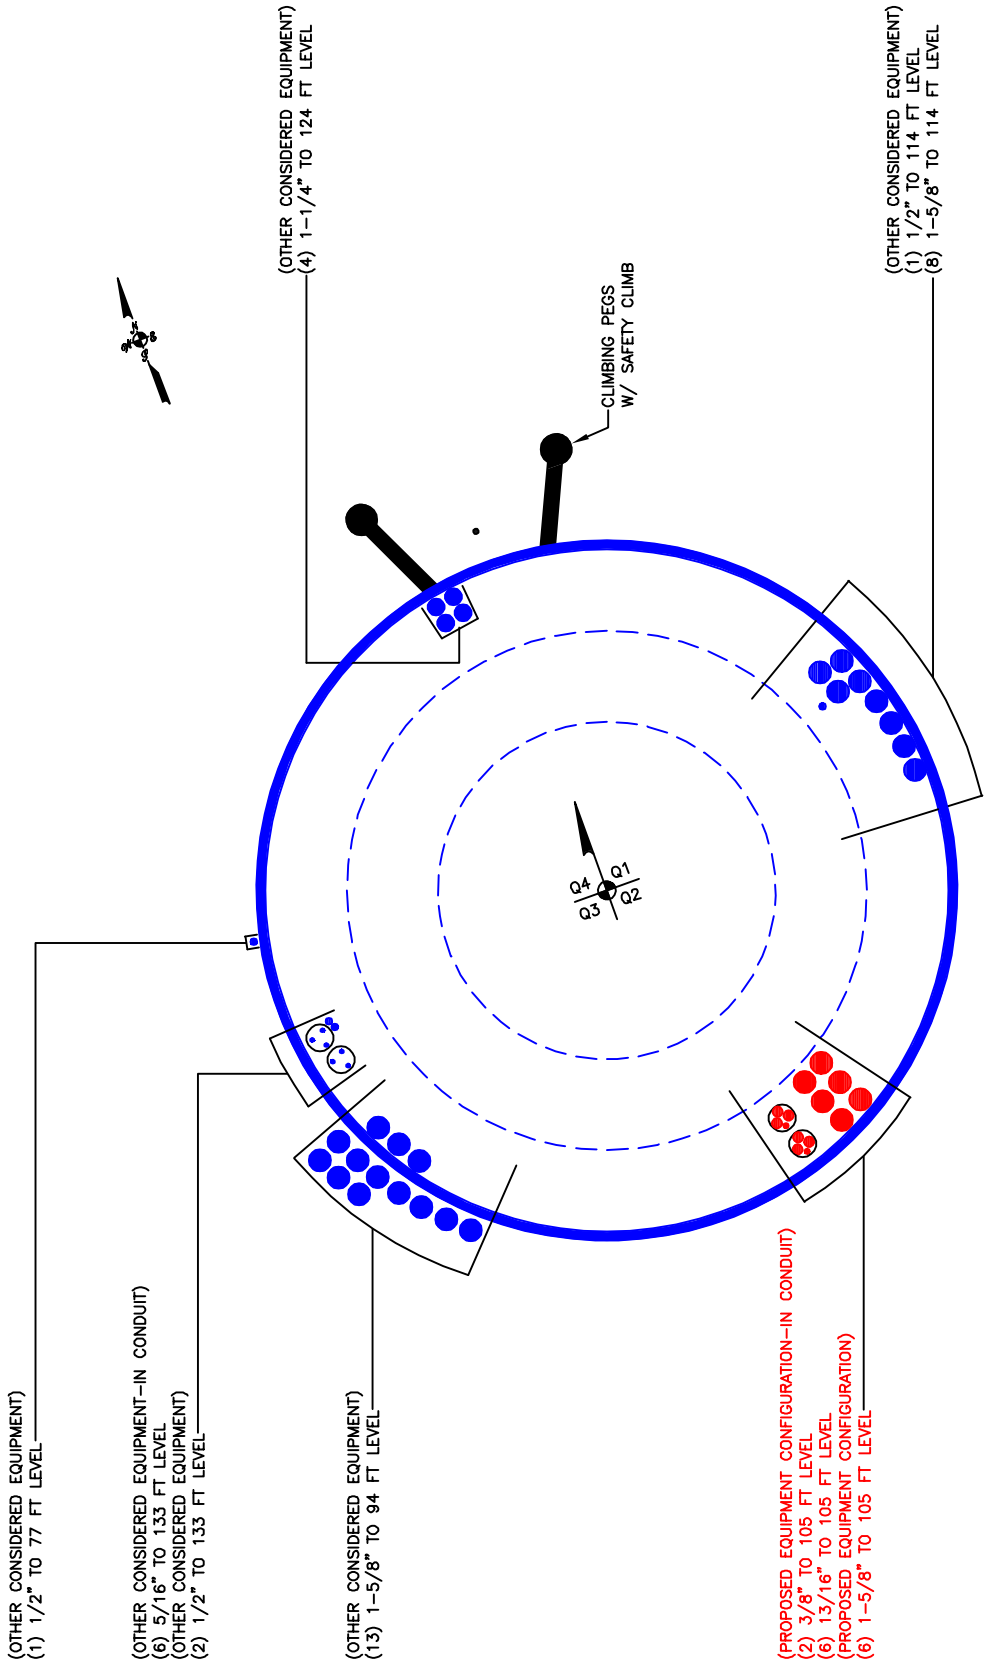 (OTHER CONSIDERED EQUIPMENT)
(1) 1/2" TO 77 FT LEVEL
(OTHER CONSIDERED EQUIPMENT-IN CONDUIT)
(6) 5/16" TO 133 FT LEVEL
(OTHER CONSIDERED EQUIPMENT)
(2) 1/2" TO 133 FT LEVEL
(OTHER CONSIDERED EQUIPMENT)
(13) 1-5/8" TO 94 FT LEVEL
(PROPOSED EQUIPMENT CONFIGURATION-IN CONDUIT)
(2) 3/8" TO 105 FT LEVEL
(6) 13/16" TO 105 FT LEVEL
(PROPOSED EQUIPMENT CONFIGURATION)
(6) 1-5/8" TO 105 FT LEVEL
(OTHER CONSIDERED EQUIPMENT)
(4) 1-1/4" TO 124 FT LEVEL
CLIMBING PEGS
W/ SAFETY CLIMB
(OTHER CONSIDERED EQUIPMENT)
(1) 1/2" TO 114 FT LEVEL
(8) 1-5/8" TO 114 FT LEVEL
N
W
E
S
Q4
Q1
Q3
Q2